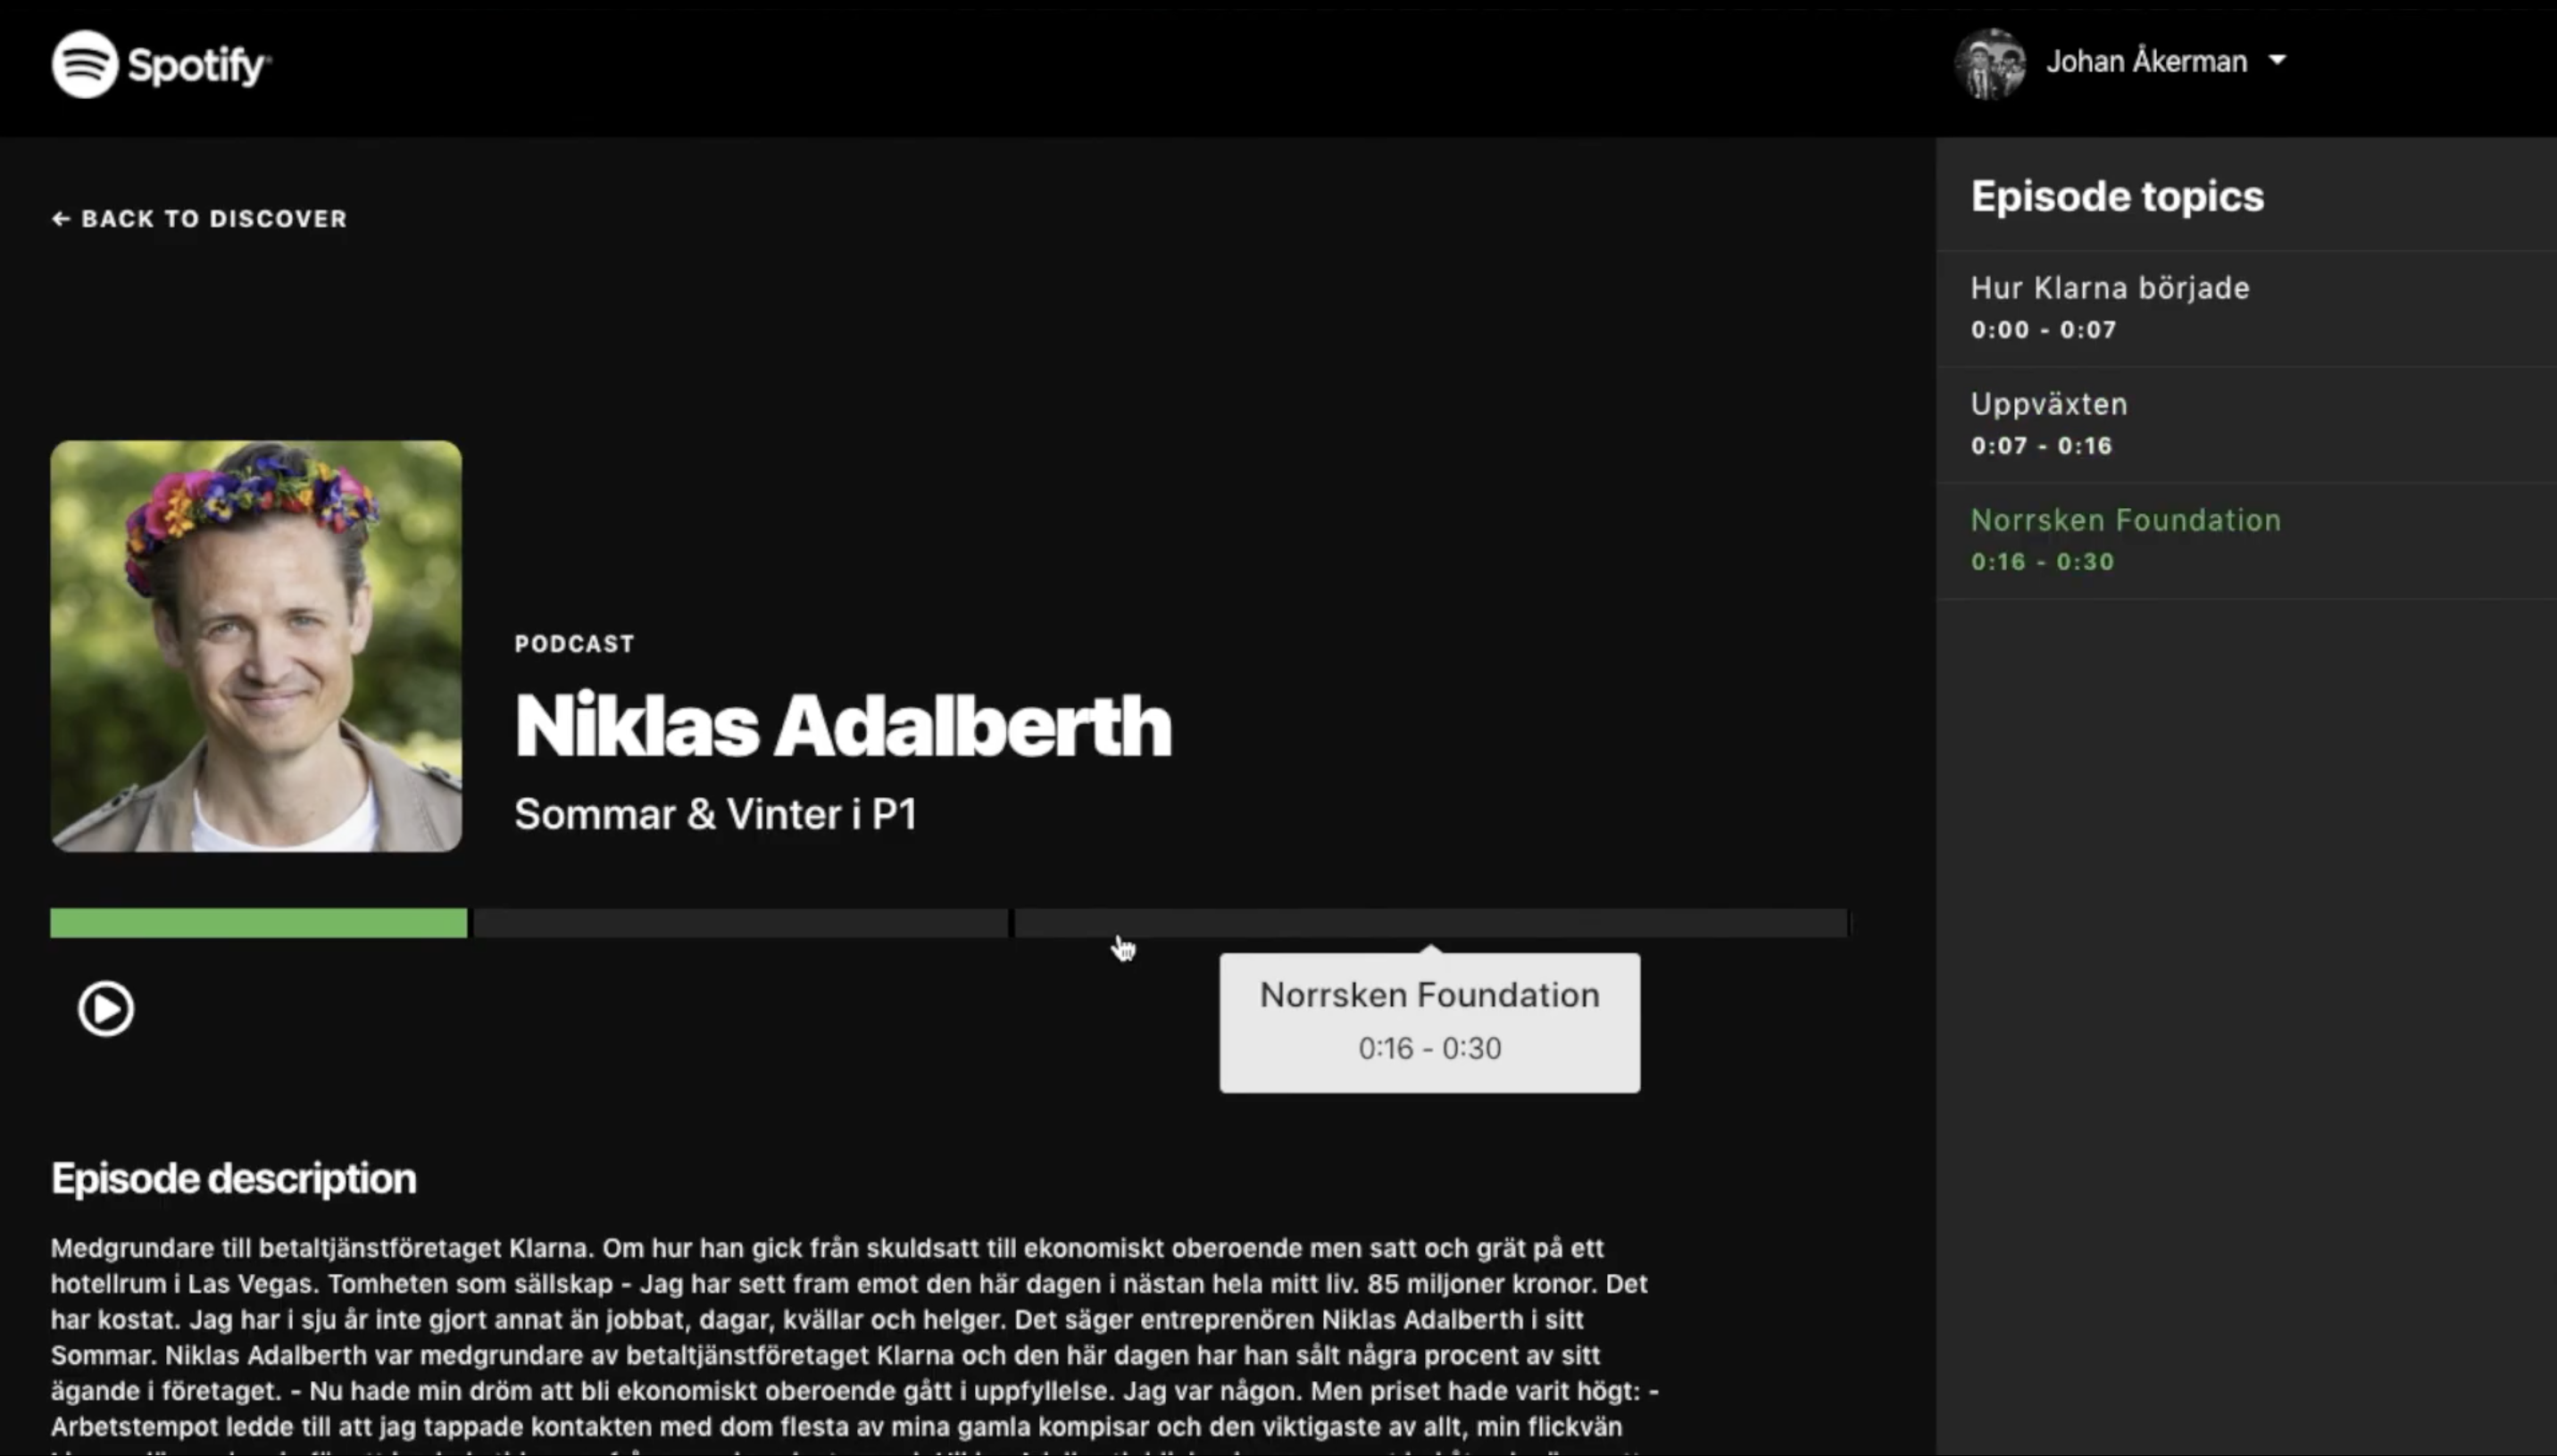 Spotify
Johan Åkerman
← BACK TO DISCOVER
PODCAST
Niklas Adalberth
Sommar & Vinter i P1
Norrsken Foundation
0:16 - 0:30
Episode description
Medgrundare till betaltjänstföretaget Klarna. Om hur han gick från skuldsatt till ekonomiskt oberoende men satt och grät på ett
hotellrum i Las Vegas. Tomheten som sällskap - Jag har sett fram emot den här dagen i nästan hela mitt liv. 85 miljoner kronor. Det
har kostat. Jag har i sju år inte gjort annat än jobbat, dagar, kvällar och helger. Det säger entreprenören Niklas Adalberth i sitt
Sommar. Niklas Adalberth var medgrundare av betaltjänstföretaget Klarna och den här dagen har han sålt några procent av sitt
ägande i företaget. - Nu hade min dröm att bli ekonomiskt oberoende gått i uppfyllelse. Jag var någon. Men priset hade varit högt: -
Arbetstempot ledde till att jag tappade kontakten med dom flesta av mina gamla kompisar och den viktigaste av allt, min flickvän
Episode topics
Hur Klarna började
0:00 - 0:07
Uppväxten
0:07 - 0:16
Norrsken Foundation
0:16 - 0:30